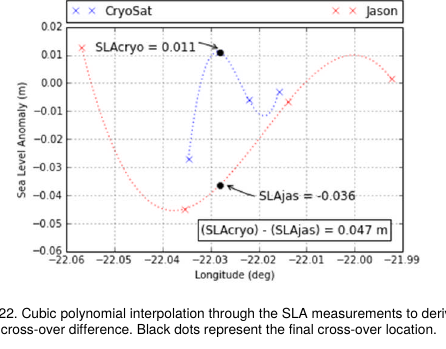 CryoSat
Jason
0.02
0.01
0.00
−0.01
−0.02
−0.03
−0.04
−0.05
−0.06
Sea Level Anomaly (m)
SLAcryo = 0.011
SLAjas = -0.036
(SLAcryo) - (SLAjas) = 0.047 m
−22.06 −22.05 −22.04 −22.03 −22.02 −22.01 −22.00 −21.99
Longitude (deg)
22. Cubic polynomial interpolation through the SLA measurements to deri
cross-over difference. Black dots represent the final cross-over location.